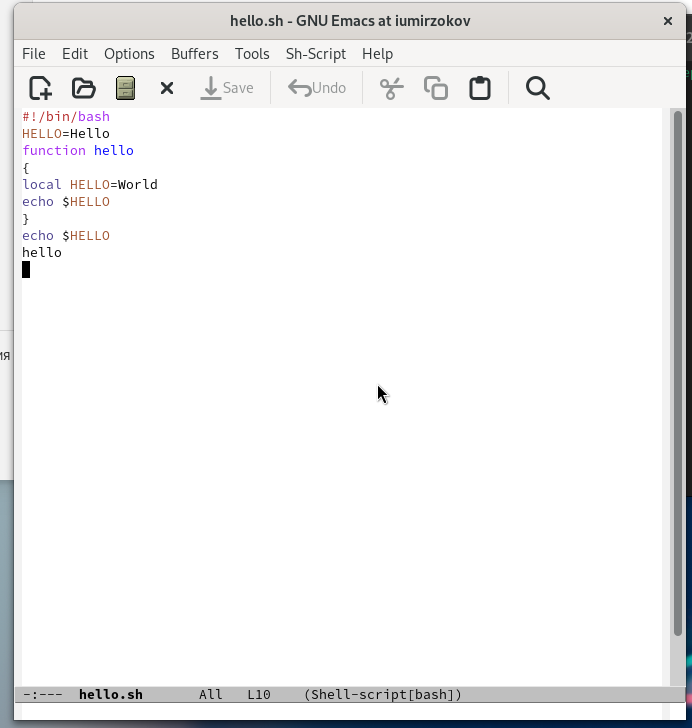 hello.sh - GNU Emacs at iumirzokov
File Edit Options Buffers Tools Sh-Script Help
Save Undo
#!/bin/bash
HELLO=Hello
function hello
{
local HELLO=World
echo $HELLO
}
echo $HELLO
hello
ия
-:--- hello.sh All L10 (Shell-script[bash])